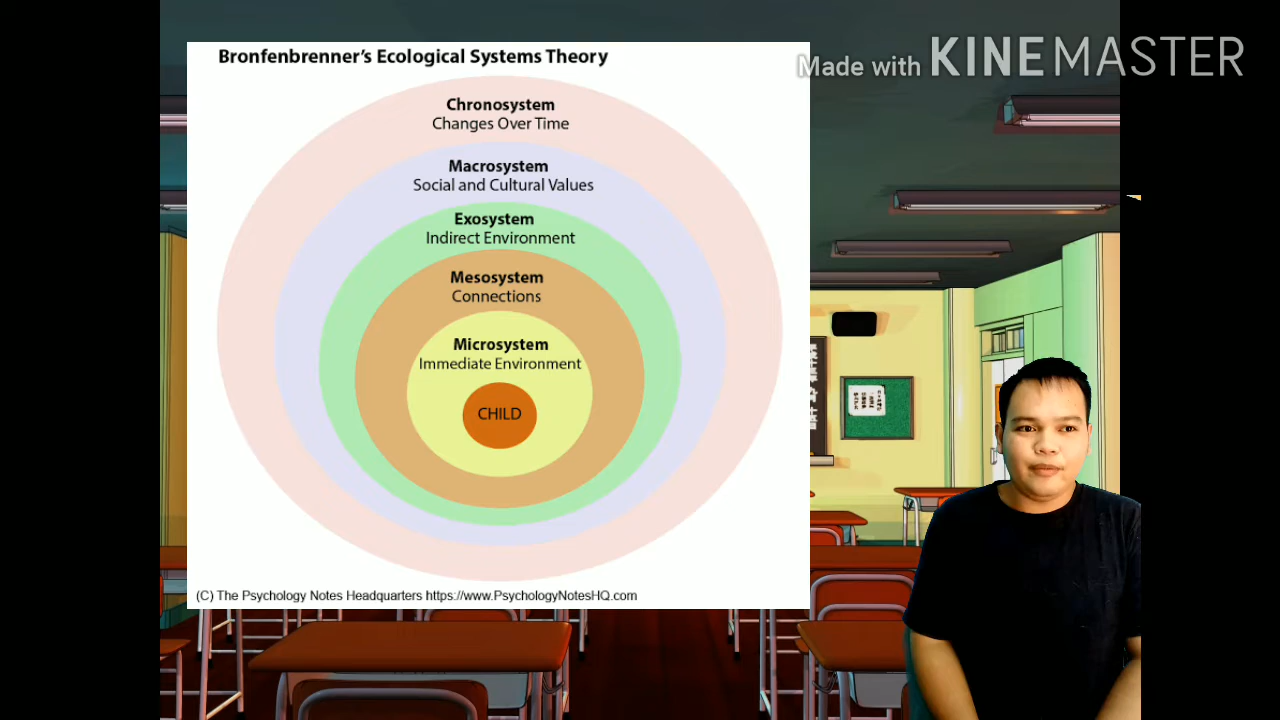 Bronfenbrenner's Ecological Systems Theory
Made with KINEMASTER
Chronosystem
Changes Over Time
Macrosystem
Social and Cultural Values
Exosystem
Indirect Environment
Mesosystem
Connections
Microsystem
Immediate Environment
CHILD
(C) The Psychology Notes Headquarters https://www.PsychologyNotesHQ.com